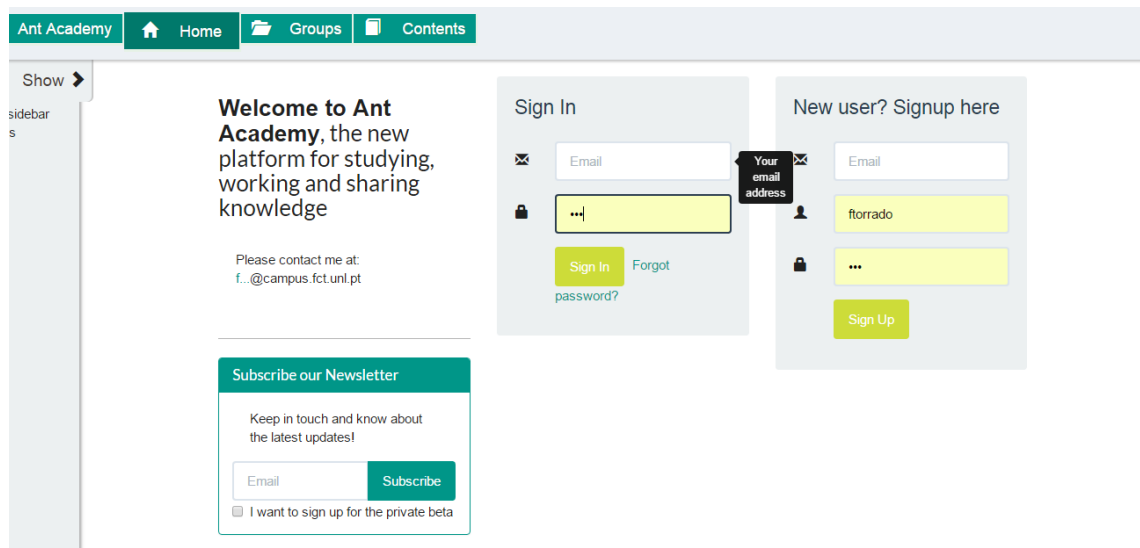 Ant Academy
Home
Groups
Contents
Show
sidebar
s
Welcome to Ant
Academy, the new
platform for studying,
working and sharing
knowledge
Please contact me at:
f...@campus.fct.unl.pt
Subscribe our Newsletter
Keep in touch and know about
the latest updates!
Email
Subscribe
I want to sign up for the private beta
Sign In
Email
Your
email
address
•••
Sign In
Forgot
password?
New user? Signup here
Email
ftorrado
•••
Sign Up